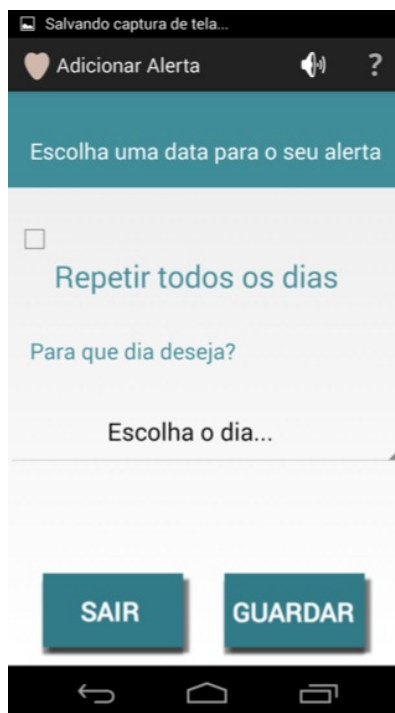 Salvando captura de tela...
Adicionar Alerta ?
Escolha uma data para o seu alerta
Repetir todos os dias
Para que dia deseja?
Escolha o dia...
SAIR GUARDAR